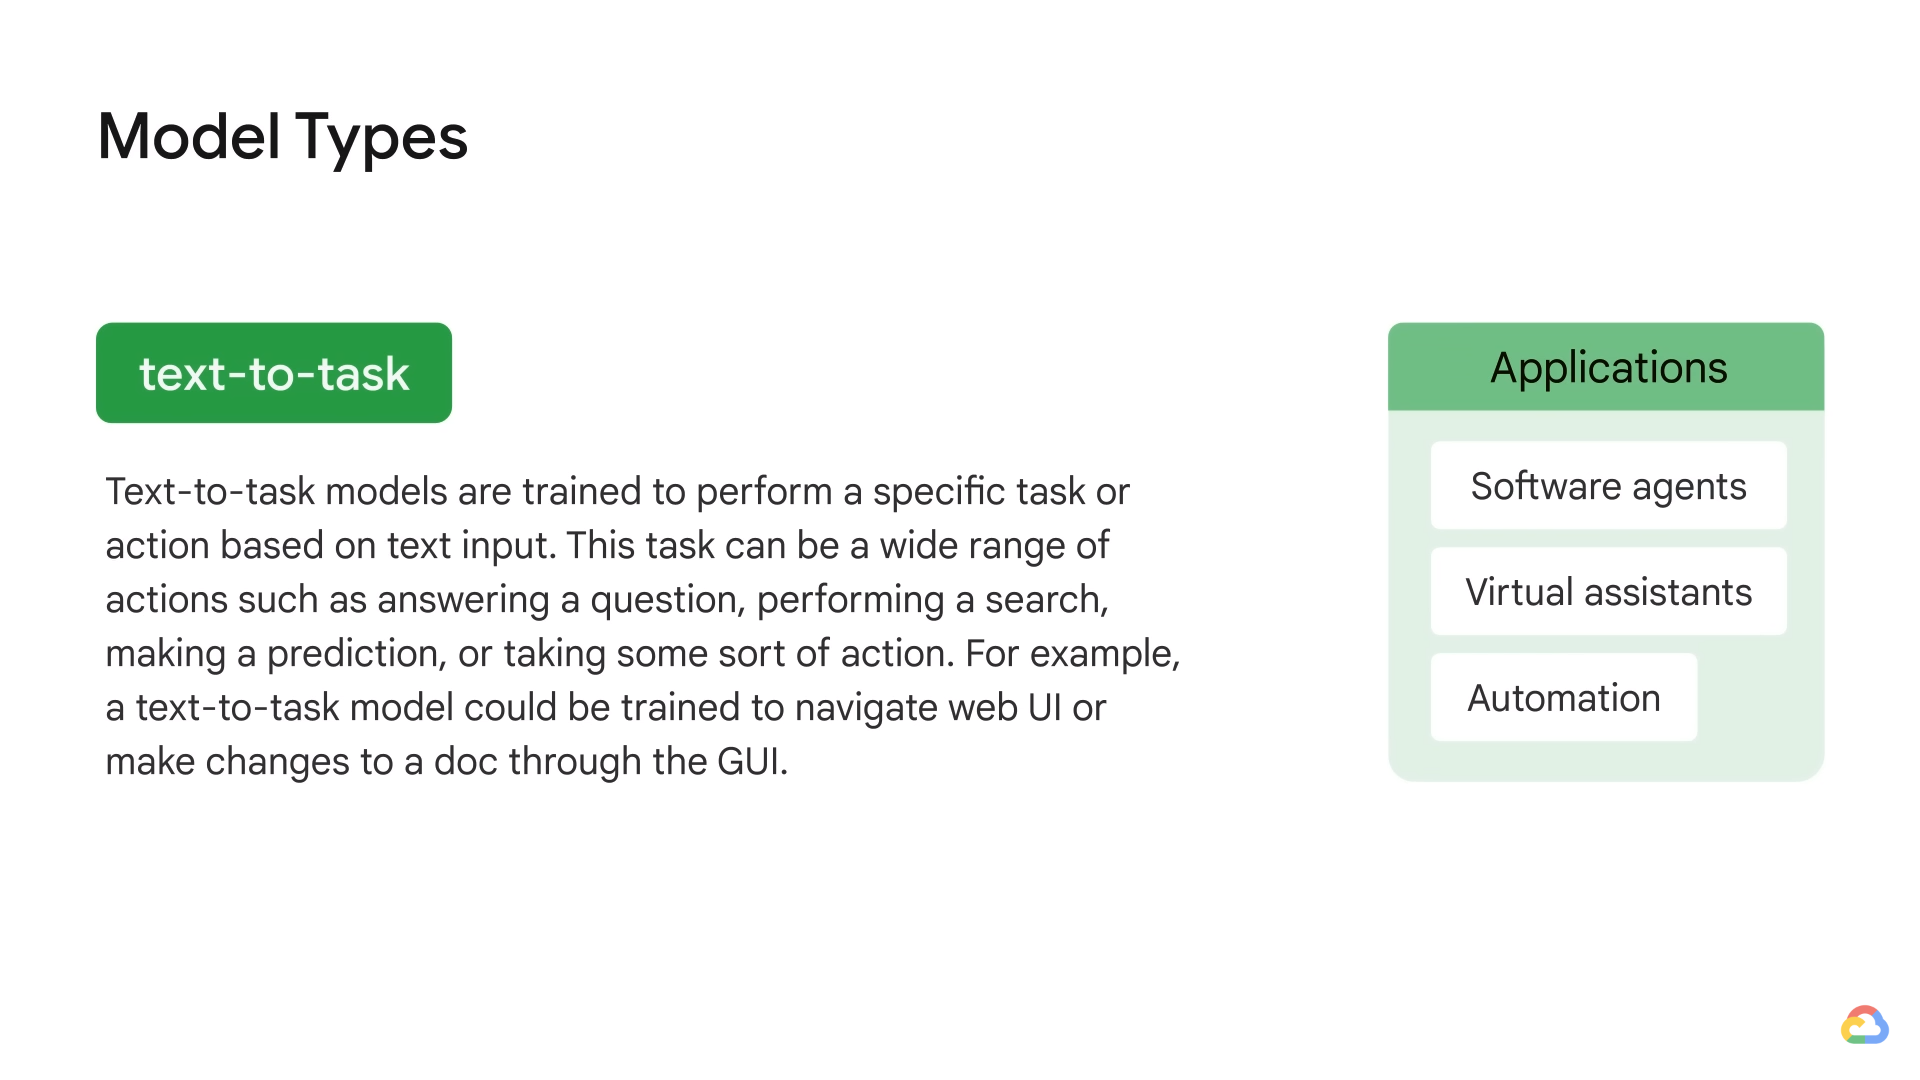 Model Types
text-to-task
Text-to-task models are trained to perform a specific task or
action based on text input. This task can be a wide range of
actions such as answering a question, performing a search,
making a prediction, or taking some sort of action. For example,
a text-to-task model could be trained to navigate web UI or
make changes to a doc through the GUI.
Applications
Software agents
Virtual assistants
Automation